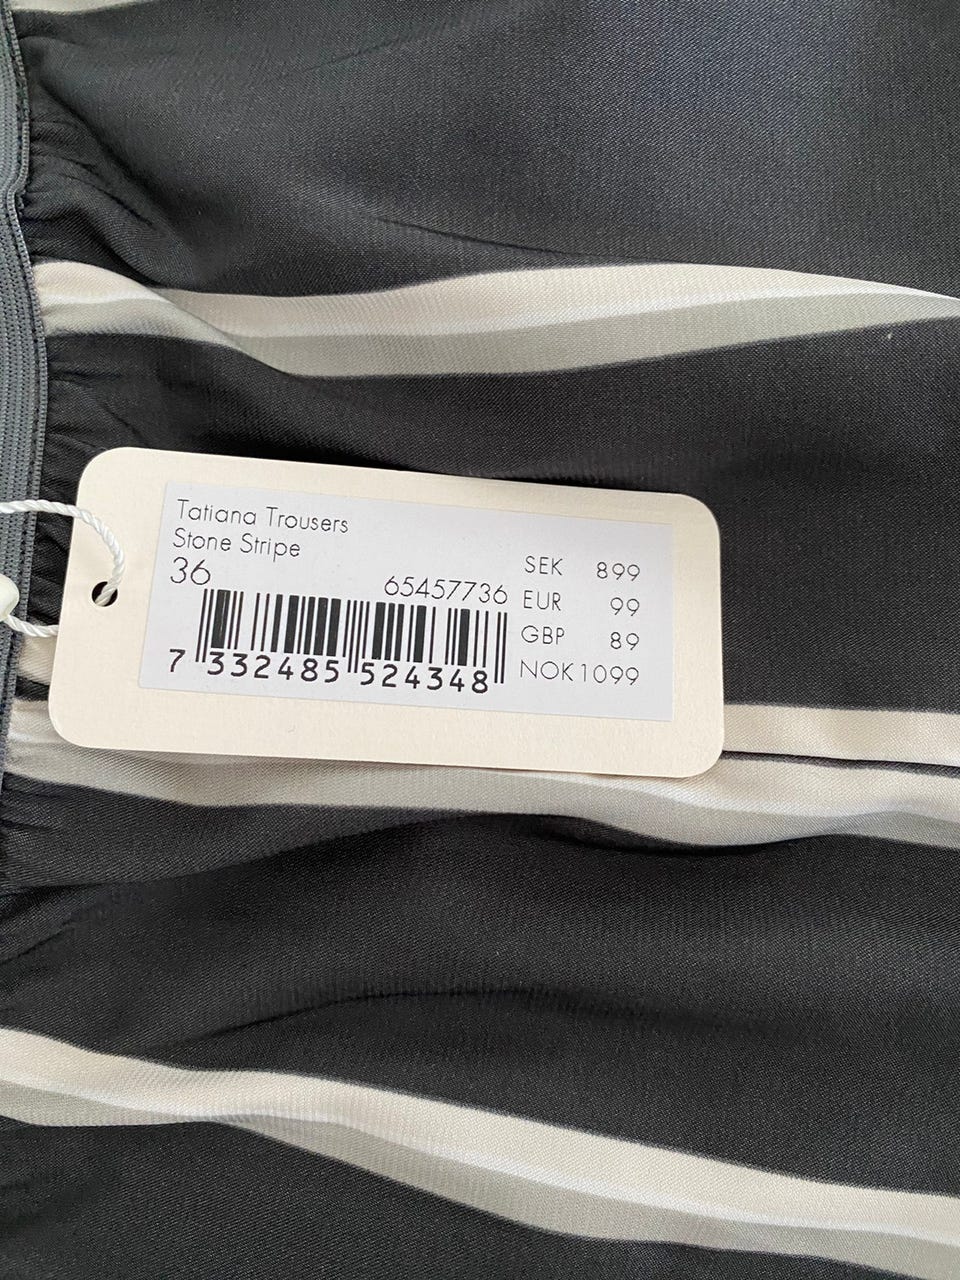 Tatiana Trousers
Stone Stripe
36
65457736
7 332485 524348
SEK 899
EUR 99
GBP 89
NOK 1099